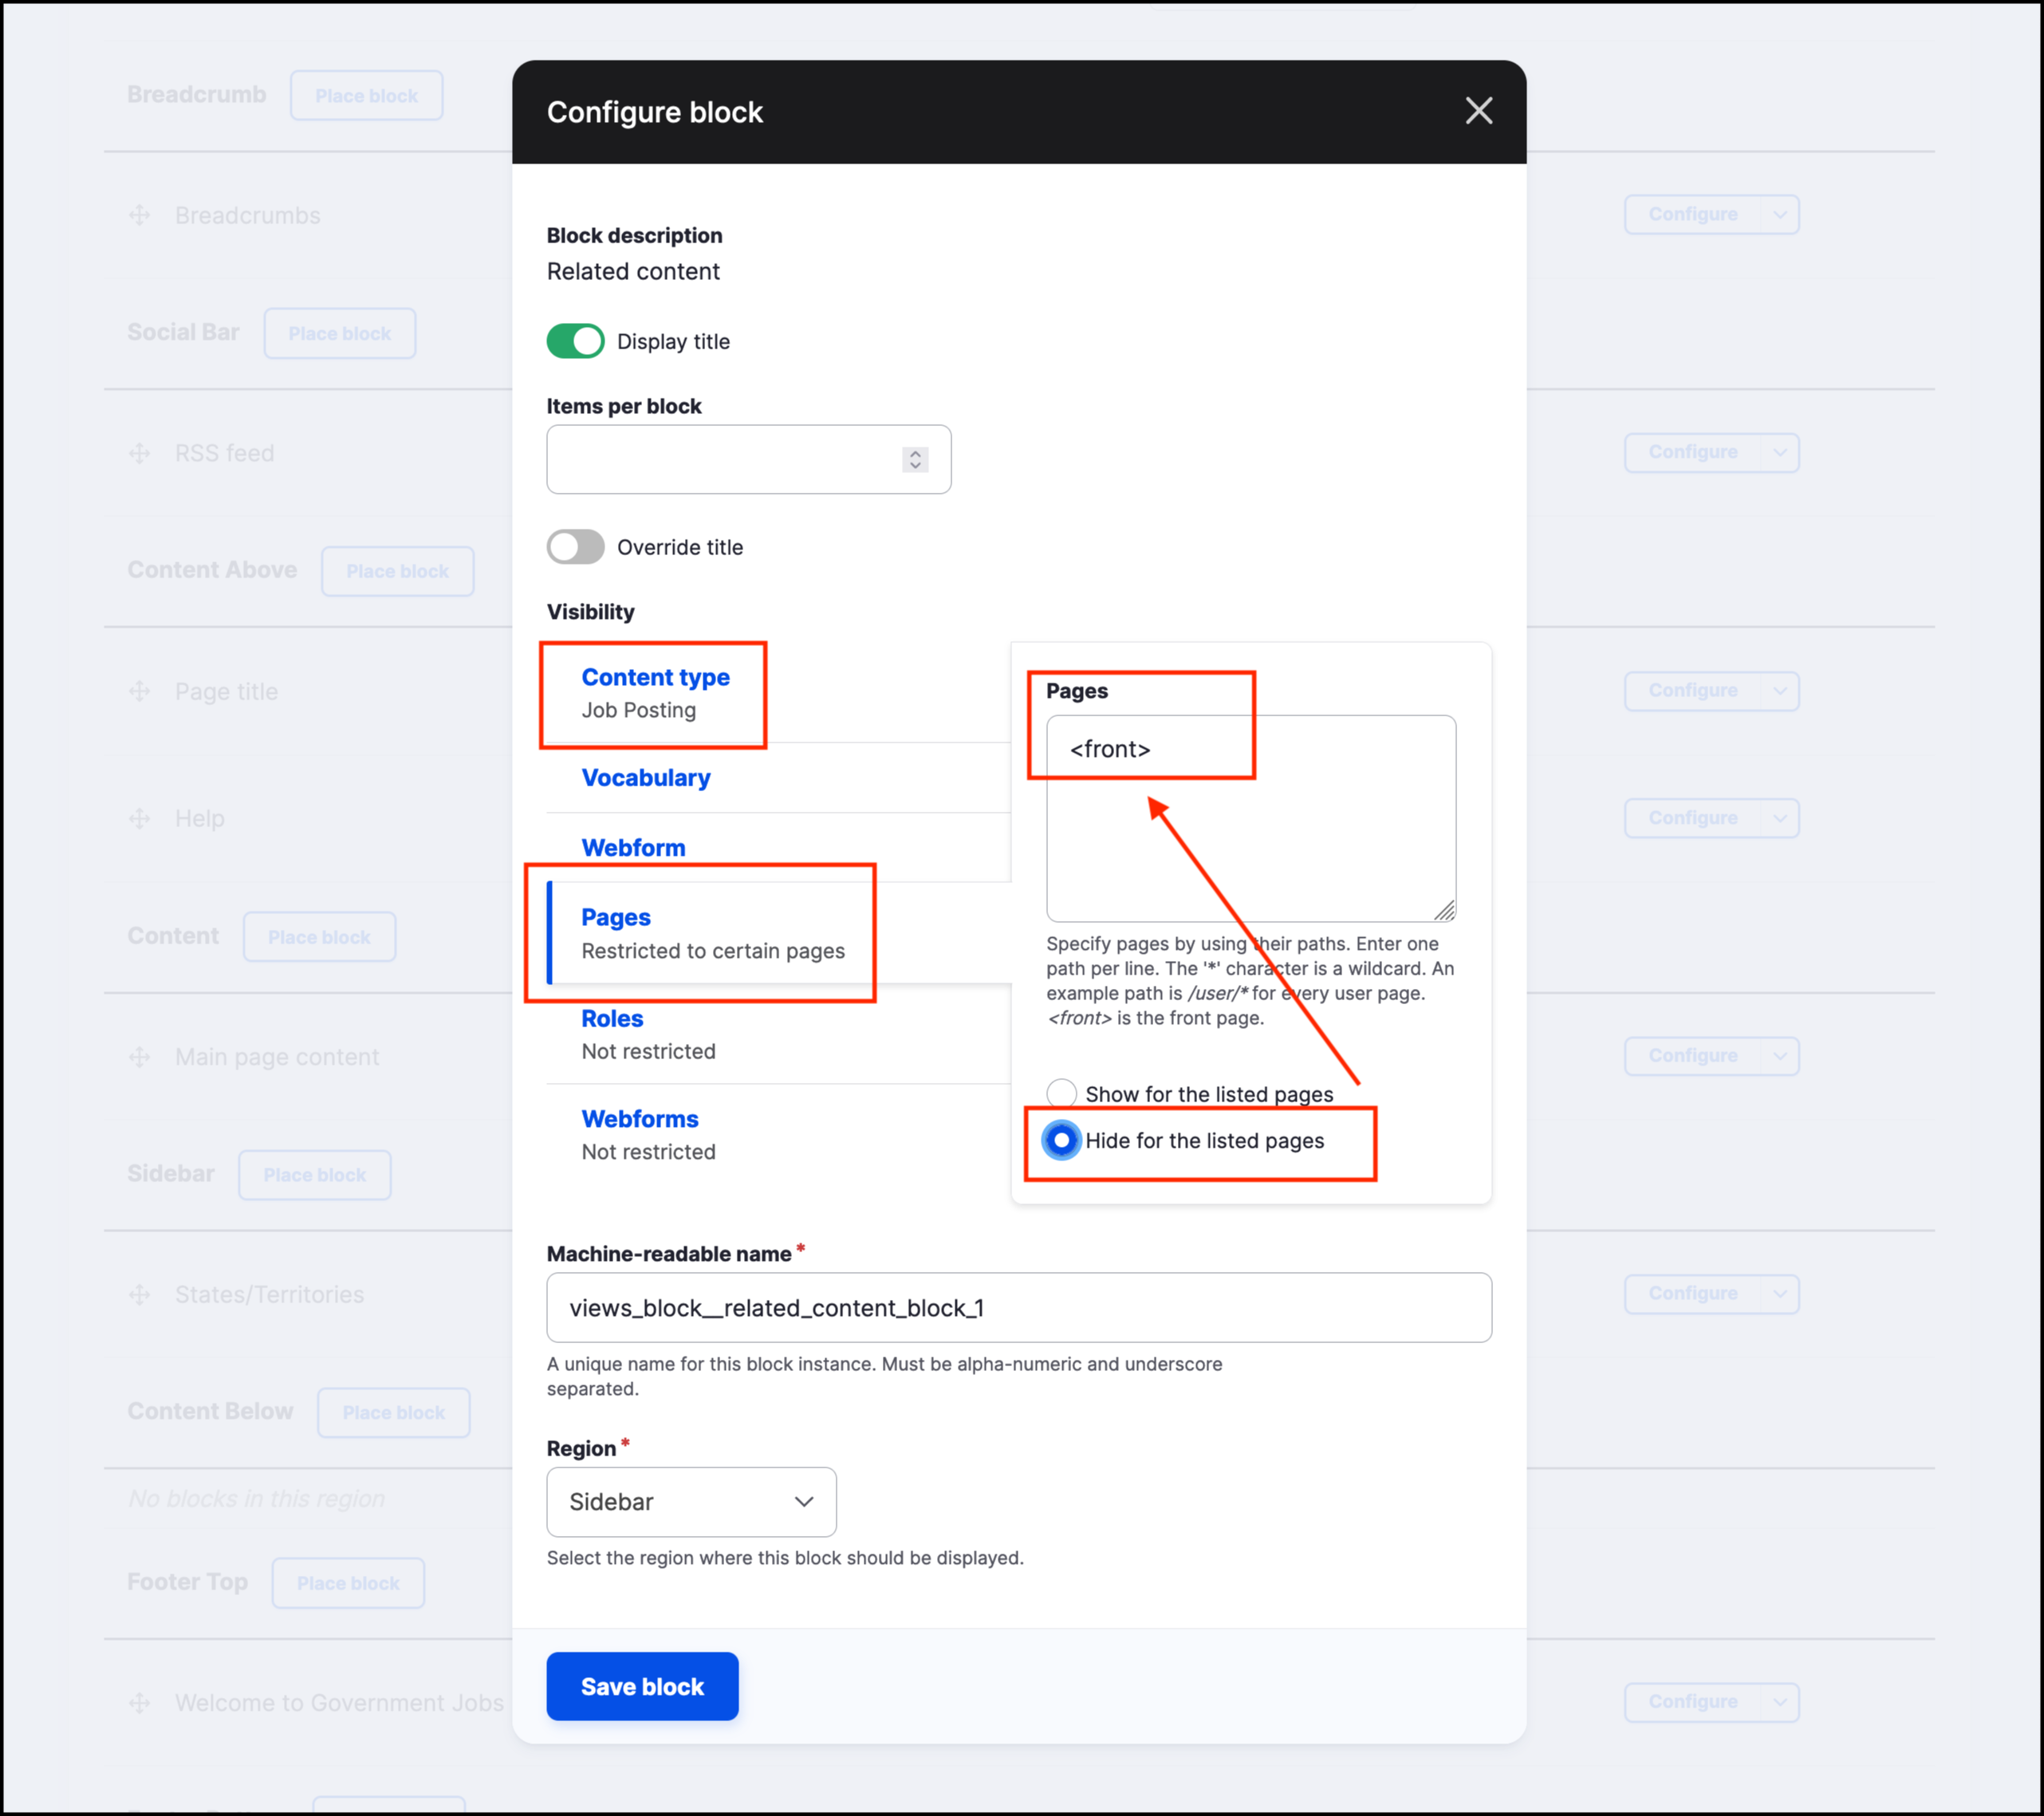 Breadcrumb Place block
Configure block
Breadcrumbs Configure
Block description
Related content
Social Bar Place block
Display title
Items per block
RSS feed Configure
Override title
Content Above Place block
Visibility
Content type
Job Posting
Pages
<front>
Page title Configure
Vocabulary
Help Configure
Webform
Pages
Restricted to certain pages
Content Place block
Specify pages by using their paths. Enter one
path per line. The '*' character is a wildcard. An
example path is /user/* for every user page.
<front> is the front page.
Roles
Not restricted
Main page content Configure
Show for the listed pages
Hide for the listed pages
Webforms
Not restricted
Sidebar Place block
Machine-readable name *
views_block__related_content_block_1
States/Territories Configure
A unique name for this block instance. Must be alpha-numeric and underscore
separated.
Content Below Place block
Region *
Sidebar
No blocks in this region
Select the region where this block should be displayed.
Footer Top Place block
Save block
Welcome to Government Jobs Configure